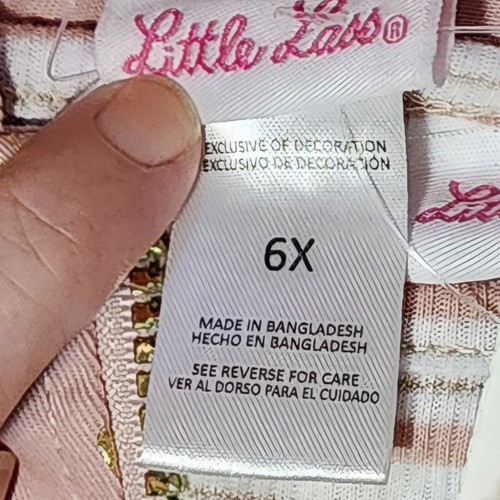 Little Lass®
EXCLUSIVE OF DECORATION
EXCLUSIVO DE DECORACIÓN
6X
MADE IN BANGLADESH
HECHO EN BANGLADESH
SEE REVERSE FOR CARE
VER AL DORSO PARA EL CUIDADO